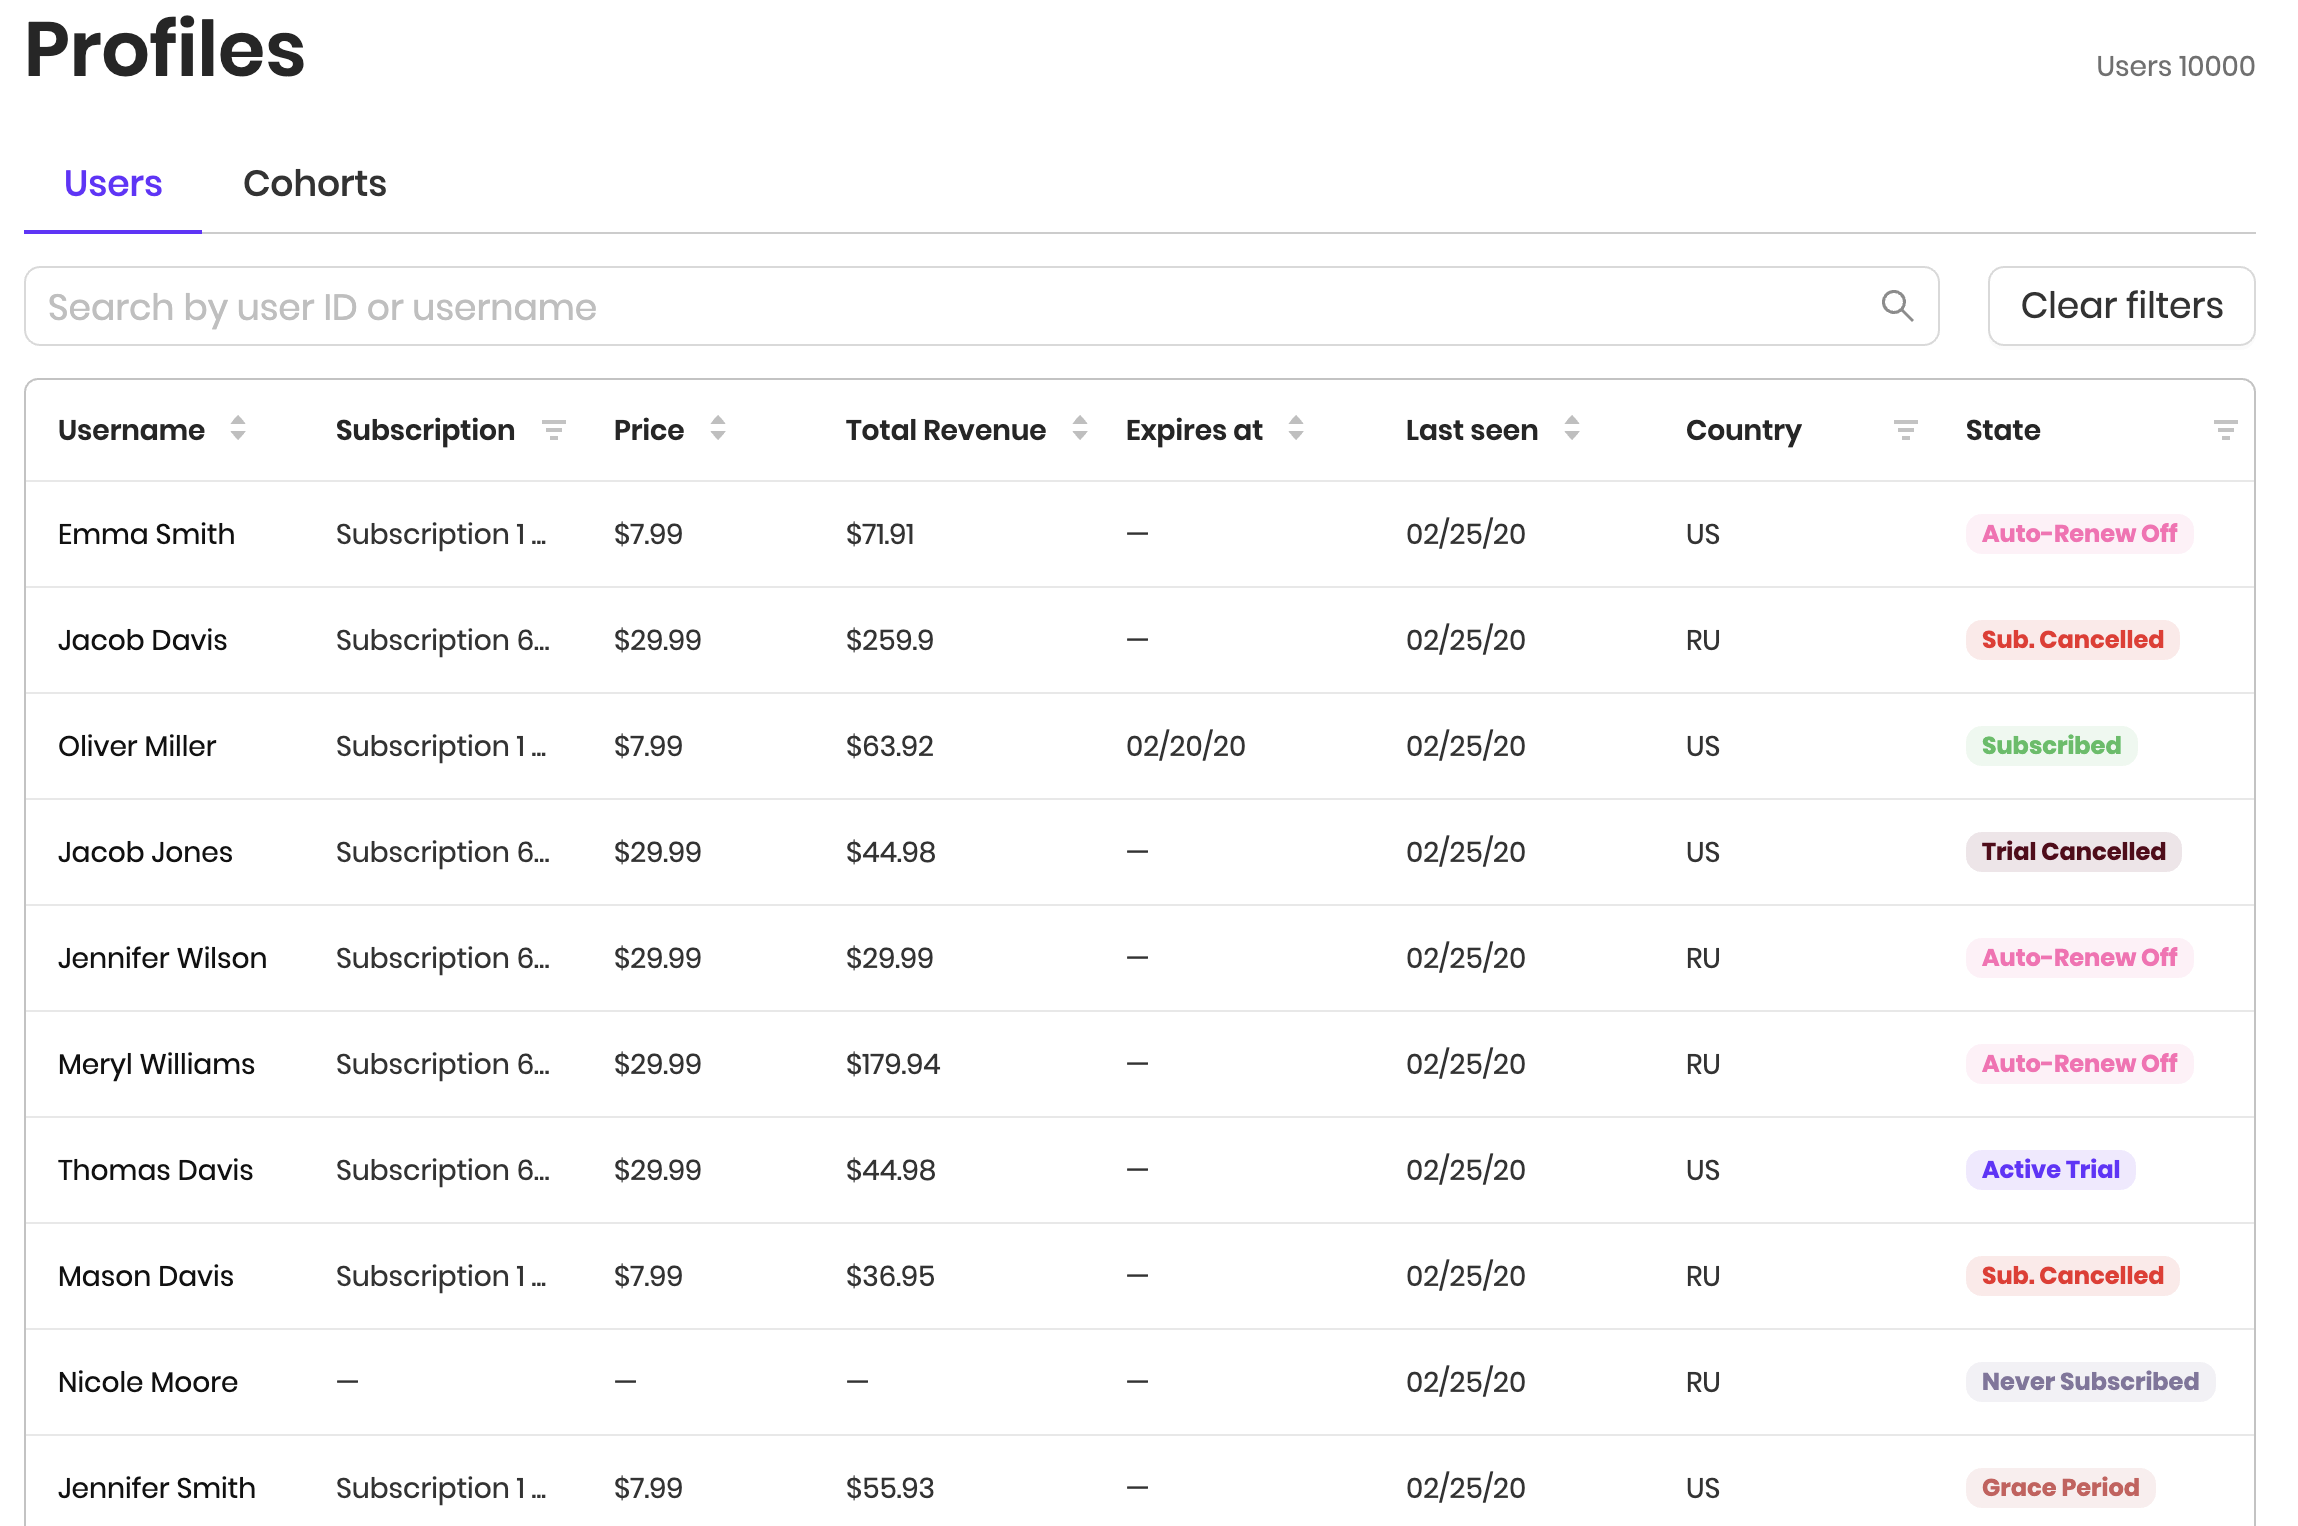 Profiles
Users 10000
Users Cohorts
Search by user ID or username Clear filters
Username Subscription Price Total Revenue Expires at Last seen Country State
Emma Smith Subscription 1 ... $7.99 $71.91 — 02/25/20 US Auto-Renew Off
Jacob Davis Subscription 6... $29.99 $259.9 — 02/25/20 RU Sub. Cancelled
Oliver Miller Subscription 1 ... $7.99 $63.92 02/20/20 02/25/20 US Subscribed
Jacob Jones Subscription 6... $29.99 $44.98 — 02/25/20 US Trial Cancelled
Jennifer Wilson Subscription 6... $29.99 $29.99 — 02/25/20 RU Auto-Renew Off
Meryl Williams Subscription 6... $29.99 $179.94 — 02/25/20 RU Auto-Renew Off
Thomas Davis Subscription 6... $29.99 $44.98 — 02/25/20 US Active Trial
Mason Davis Subscription 1 ... $7.99 $36.95 — 02/25/20 RU Sub. Cancelled
Nicole Moore — — — — 02/25/20 RU Never Subscribed
Jennifer Smith Subscription 1 ... $7.99 $55.93 — 02/25/20 US Grace Period